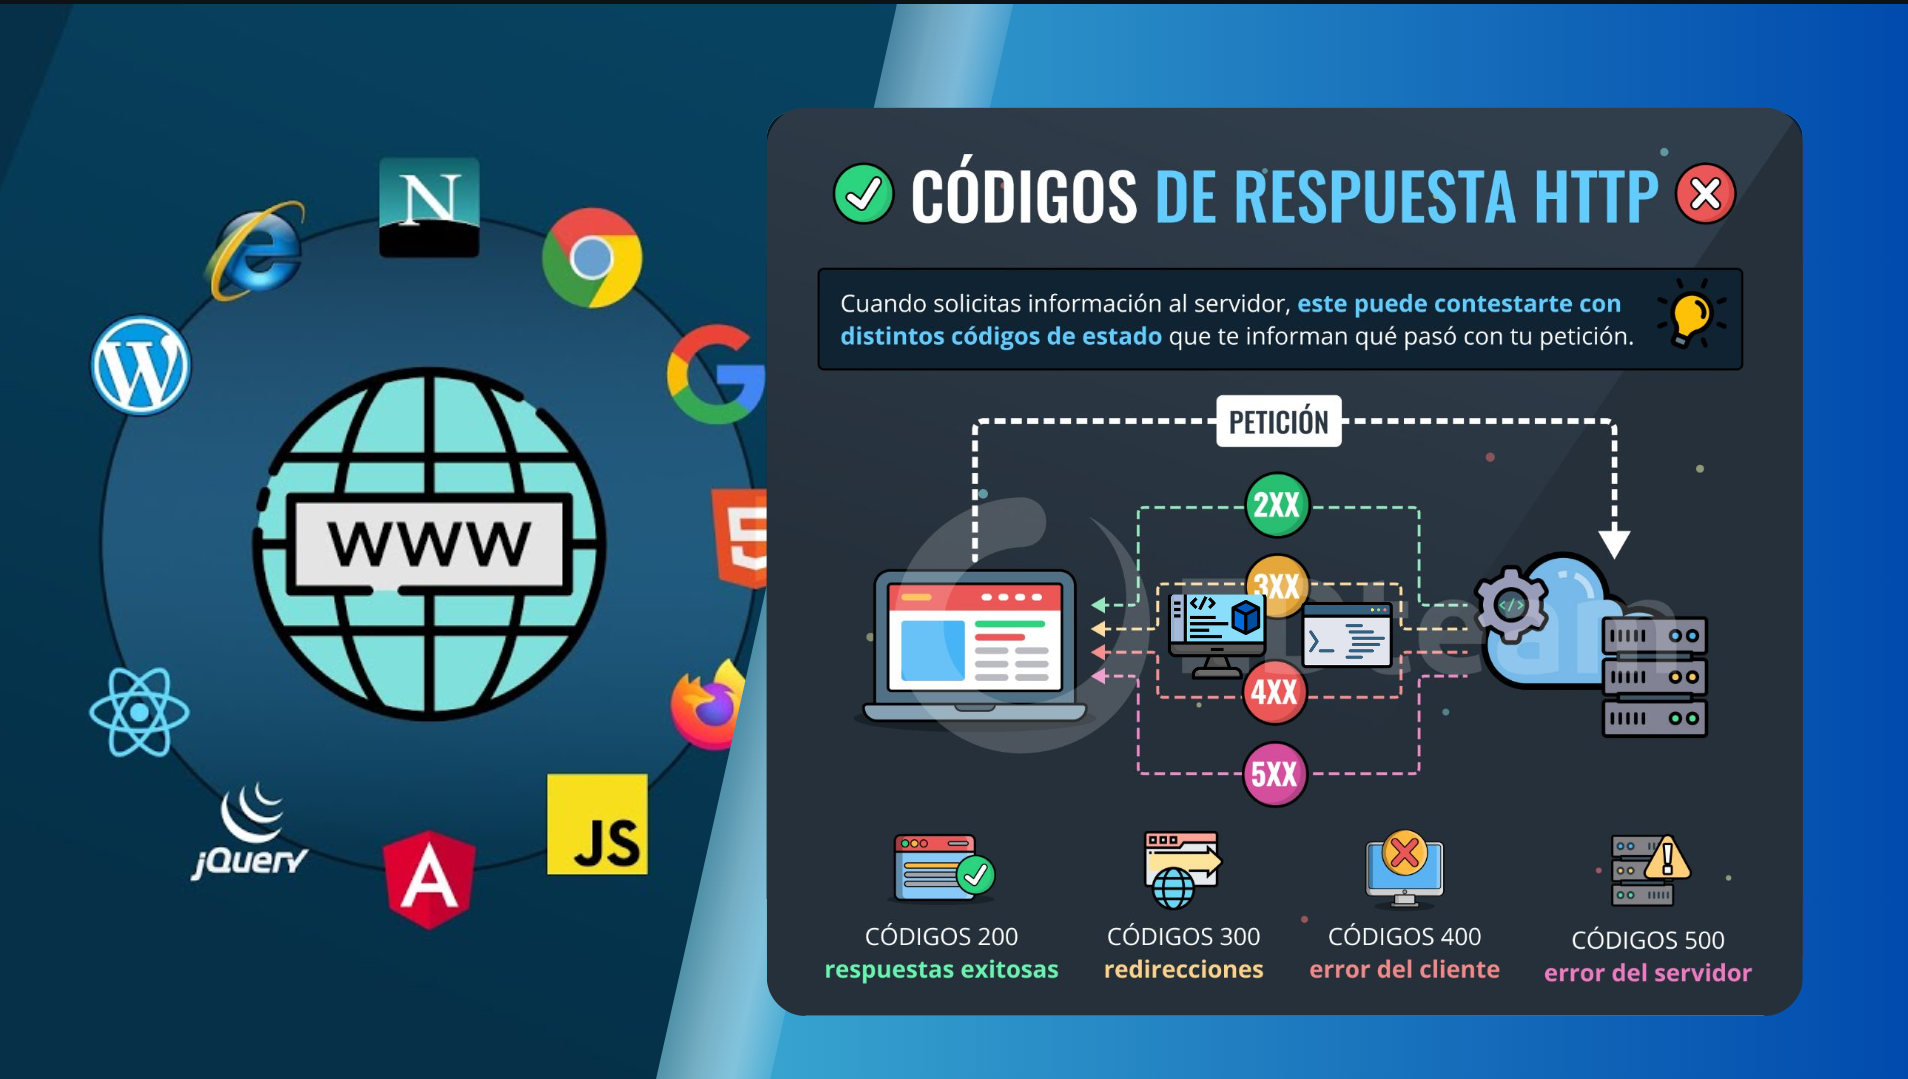 N
WWW
5
jQuery
A
JS
CÓDIGOS DE RESPUESTA HTTP
Cuando solicitas información al servidor, este puede contestarte con
distintos códigos de estado que te informan qué pasó con tu petición.
PETICIÓN
2XX
3XX
</>
>_
</>
4XX
5XX
team
CÓDIGOS 200
respuestas exitosas
CÓDIGOS 300
redirecciones
CÓDIGOS 400
error del cliente
CÓDIGOS 500
error del servidor